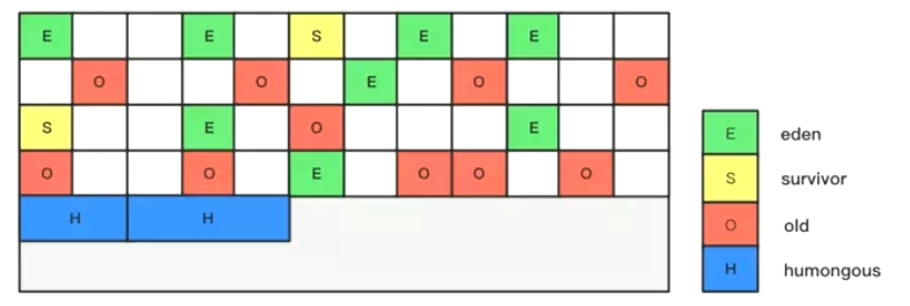 E E S E E
O O E O O
S E O E
O O E O O O
H H
E eden
S survivor
O old
H humongous